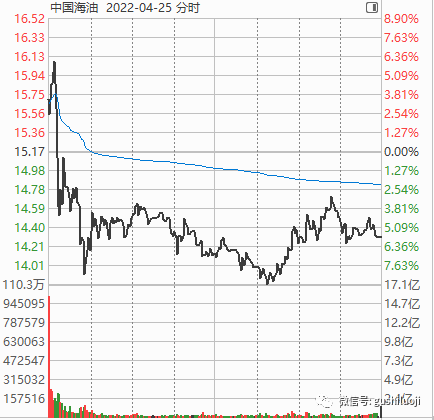 中国海油 2022-04-25 分时
16.52 8.90%
16.33 7.63%
16.13 6.36%
15.94 5.09%
15.75 3.81%
15.56 2.54%
15.36 1.27%
15.17 0.00%
14.98 1.27%
14.78 2.54%
14.59 3.81%
14.40 5.09%
14.21 6.36%
14.01 7.63%
110.3万 17.1亿
945095 14.7亿
787579 12.2亿
630063 9.8亿
472547 7.3亿
315032 4.9亿
157516
微信号: